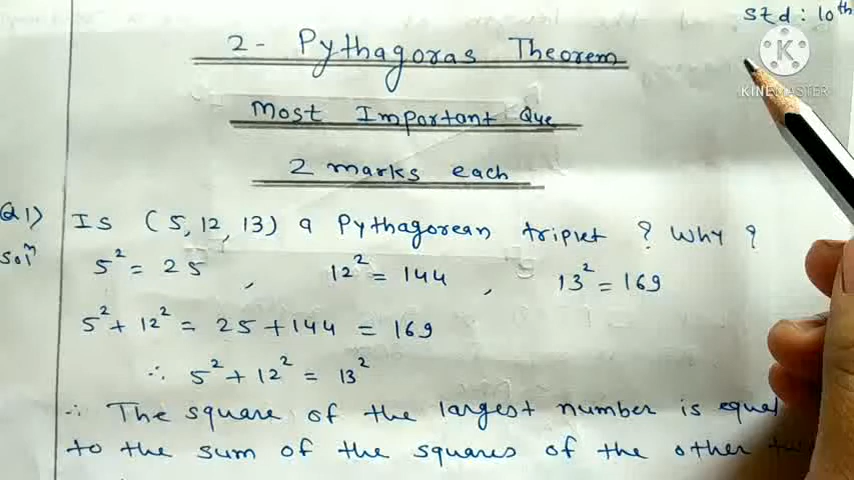 Std : 10th
2- Pythagoras Theorem
KINEMASTER
Most Important Que
2 marks each
Q1) Is (5, 12, 13) a Pythagorean triplet ? Why ?
Solⁿ 5² = 25 , 12² = 144 , 13² = 169
5² + 12² = 25 + 144 = 169
∴ 5² + 12² = 13²
∴ The square of the largest number is equal
to the sum of the squares of the other